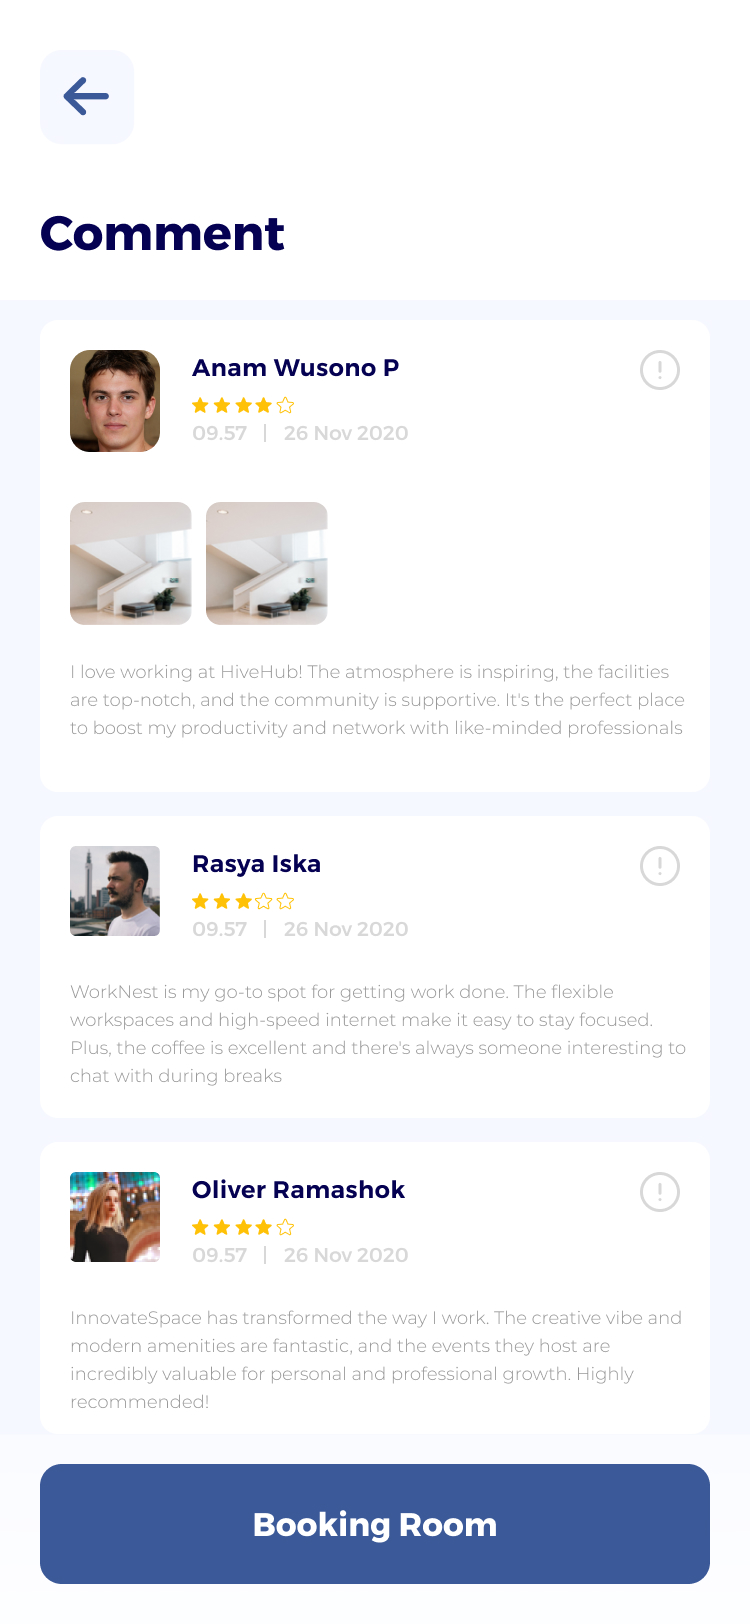 Comment
Anam Wusono P
09.57 | 26 Nov 2020
I love working at HiveHub! The atmosphere is inspiring, the facilities
are top-notch, and the community is supportive. It's the perfect place
to boost my productivity and network with like-minded professionals
Rasya Iska
09.57 | 26 Nov 2020
WorkNest is my go-to spot for getting work done. The flexible
workspaces and high-speed internet make it easy to stay focused.
Plus, the coffee is excellent and there's always someone interesting to
chat with during breaks
Oliver Ramashok
09.57 | 26 Nov 2020
InnovateSpace has transformed the way I work. The creative vibe and
modern amenities are fantastic, and the events they host are
incredibly valuable for personal and professional growth. Highly
recommended!
Booking Room